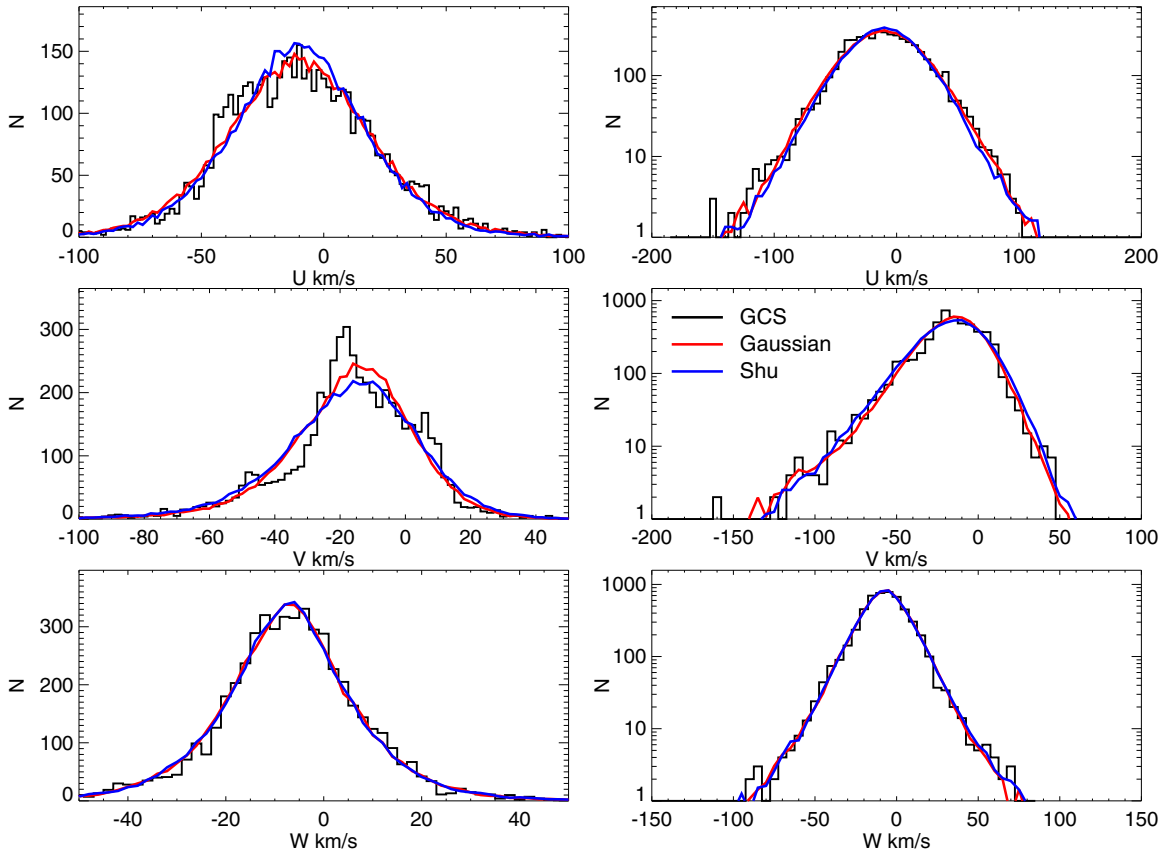 150
100
50
0
N
-100 -50 0 50 100
U km/s
100
10
1
N
-200 -100 0 100 200
U km/s
300
200
100
0
N
-100 -80 -60 -40 -20 0 20 40
V km/s
1000
100
10
1
N
GCS
Gaussian
Shu
-200 -150 -100 -50 0 50 100
V km/s
300
200
100
0
N
-40 -20 0 20 40
W km/s
1000
100
10
1
N
-150 -100 -50 0 50 100 150
W km/s